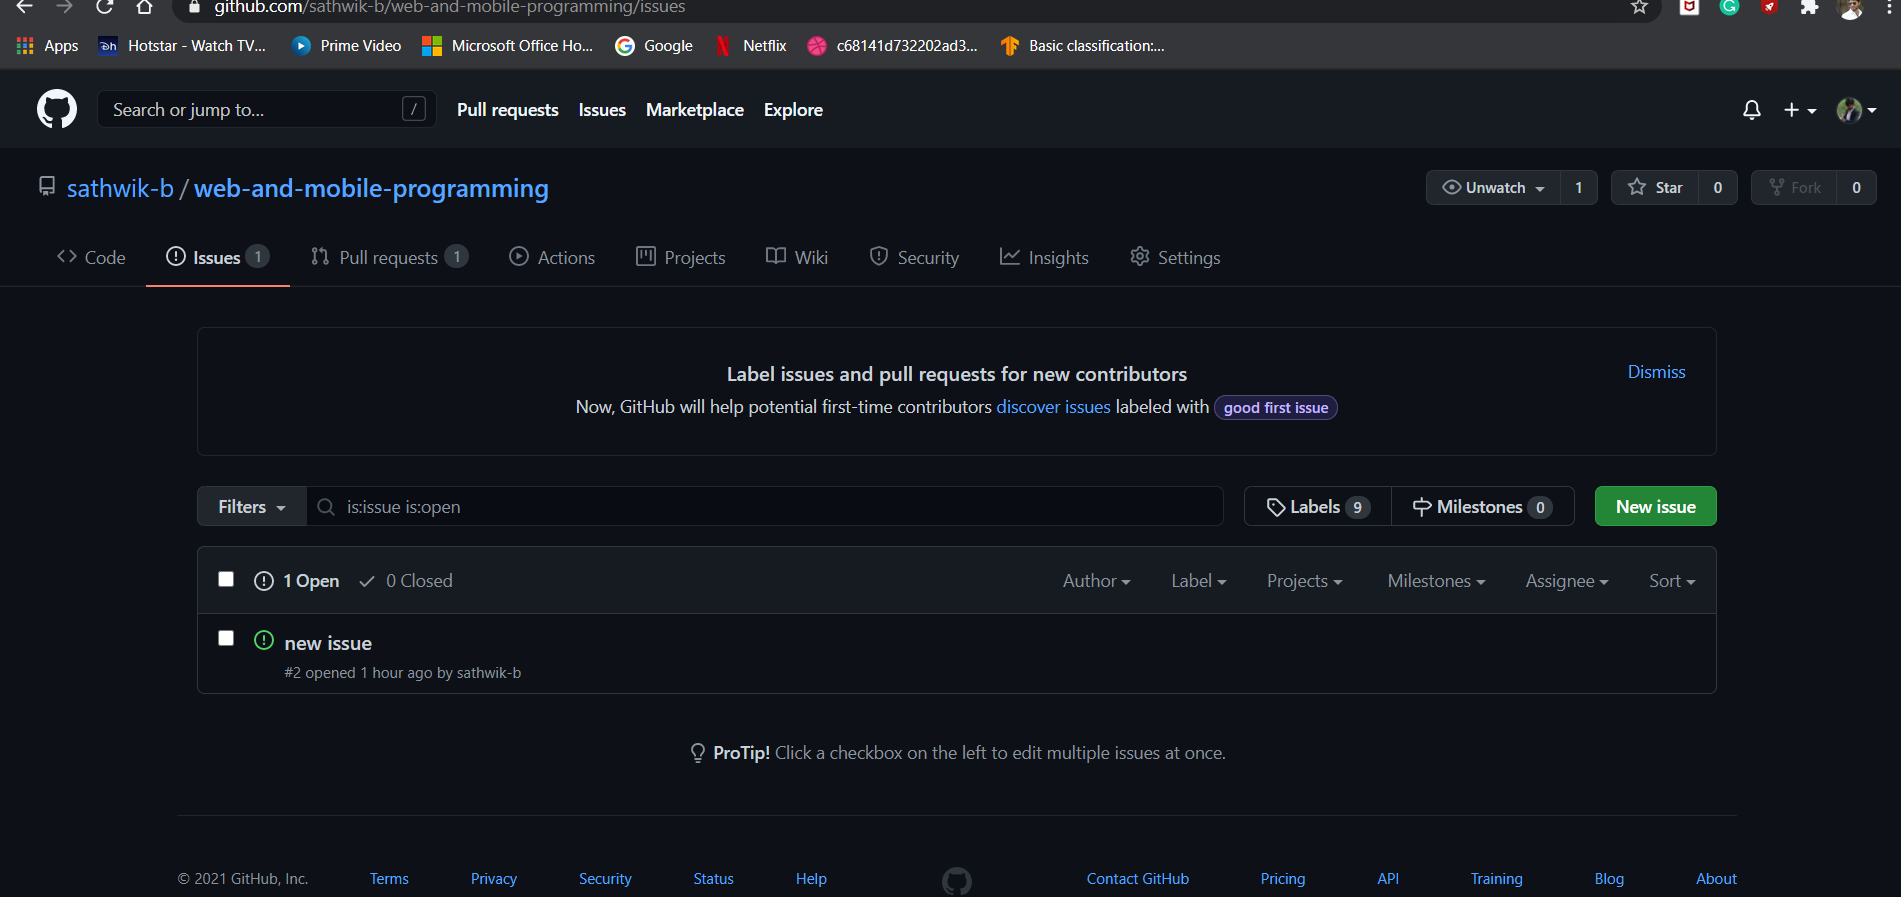 github.com/sathwik-b/web-and-mobile-programming/issues
Apps Hotstar - Watch TV... Prime Video Microsoft Office Ho... Google Netflix c68141d732202ad3... Basic classification:...
Search or jump to... / Pull requests Issues Marketplace Explore
sathwik-b / web-and-mobile-programming Unwatch 1 Star 0 Fork 0
Code Issues 1 Pull requests 1 Actions Projects Wiki Security Insights Settings
Label issues and pull requests for new contributors
Dismiss
Now, GitHub will help potential first-time contributors discover issues labeled with good first issue
Filters is:issue is:open Labels 9 Milestones 0 New issue
1 Open 0 Closed Author Label Projects Milestones Assignee Sort
new issue
#2 opened 1 hour ago by sathwik-b
ProTip! Click a checkbox on the left to edit multiple issues at once.
© 2021 GitHub, Inc. Terms Privacy Security Status Help Contact GitHub Pricing API Training Blog About